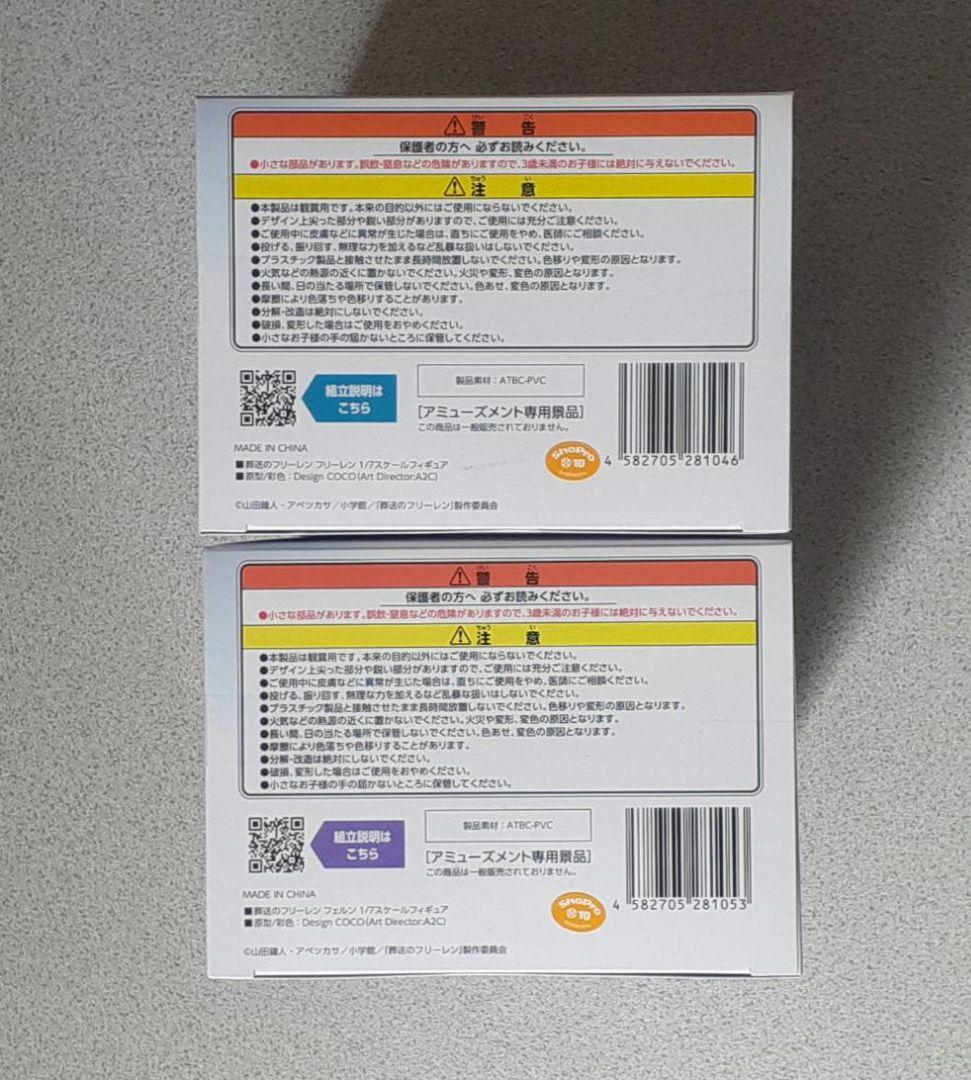 けい こく
⚠警 告
保護者の方へ 必ずお読みください。
●小さな部品があります。誤飲・窒息などの危険がありますので、3歳未満のお子様には絶対に与えないでください。
ちゅう い
⚠注 意
●本製品は観賞用です。本来の目的以外にはご使用にならないでください。
●デザイン上尖った部分や鋭い部分がありますので、ご使用には充分ご注意ください。
●ご使用中に皮膚などに異常が生じた場合は、直ちにご使用をやめ、医師にご相談ください。
●投げる、振り回す、無理な力を加えるなど乱暴な扱いはしないでください。
●プラスチック製品と接触させたまま長時間放置しないでください。色移りや変形の原因となります。
●火気などの熱源の近くに置かないでください。火災や変形、変色の原因となります。
●長い間、日の当たる場所で保管しないでください。色あせ、変色の原因となります。
●摩擦により色落ちや色移りすることがあります。
●分解・改造は絶対にしないでください。
●破損、変形した場合はご使用をおやめください。
●小さなお子様の手の届かないところに保管してください。
組立説明は
こちら
製品素材：ATBC-PVC
[アミューズメント専用景品]
この商品は一般販売されておりません。
MADE IN CHINA
■葬送のフリーレン フリーレン 1/7スケールフィギュア
■原型/彩色：Design COCO(Art Director:A2C)
ShoPro
10
4 582705 281046
©山田鐘人・アベツカサ／小学館／「葬送のフリーレン」製作委員会
けい こく
⚠警 告
保護者の方へ 必ずお読みください。
●小さな部品があります。誤飲・窒息などの危険がありますので、3歳未満のお子様には絶対に与えないでください。
ちゅう い
⚠注 意
●本製品は観賞用です。本来の目的以外にはご使用にならないでください。
●デザイン上尖った部分や鋭い部分がありますので、ご使用には充分ご注意ください。
●ご使用中に皮膚などに異常が生じた場合は、直ちにご使用をやめ、医師にご相談ください。
●投げる、振り回す、無理な力を加えるなど乱暴な扱いはしないでください。
●プラスチック製品と接触させたまま長時間放置しないでください。色移りや変形の原因となります。
●火気などの熱源の近くに置かないでください。火災や変形、変色の原因となります。
●長い間、日の当たる場所で保管しないでください。色あせ、変色の原因となります。
●摩擦により色落ちや色移りすることがあります。
●分解・改造は絶対にしないでください。
●破損、変形した場合はご使用をおやめください。
●小さなお子様の手の届かないところに保管してください。
組立説明は
こちら
製品素材：ATBC-PVC
[アミューズメント専用景品]
この商品は一般販売されておりません。
MADE IN CHINA
■葬送のフリーレン フェルン 1/7スケールフィギュア
■原型/彩色：Design COCO(Art Director:A2C)
ShoPro
10
4 582705 281053
©山田鐘人・アベツカサ／小学館／「葬送のフリーレン」製作委員会